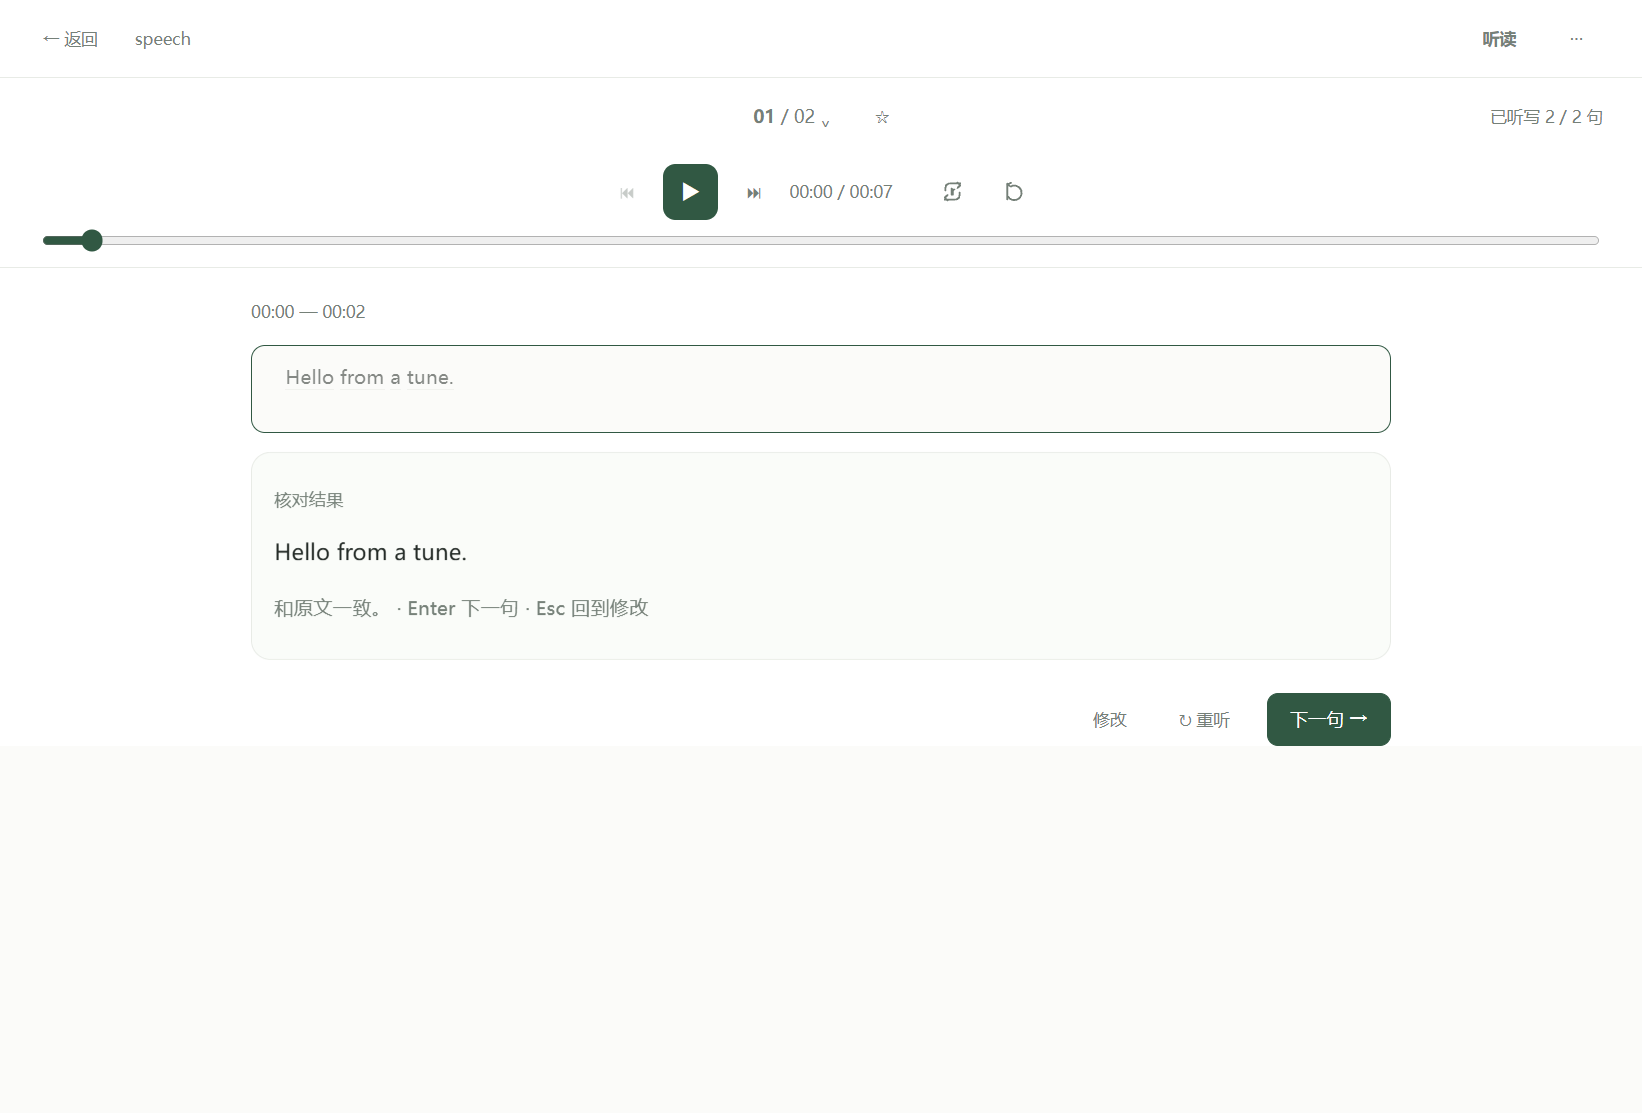 ← 返回 speech 听读 ···
01 / 02 ˅ ☆ 已听写 2 / 2 句
⏮ ▶ ⏭ 00:00 / 00:07
00:00 — 00:02
Hello from a tune.
核对结果
Hello from a tune.
和原文一致。 · Enter 下一句 · Esc 回到修改
修改 ↻ 重听 下一句 →